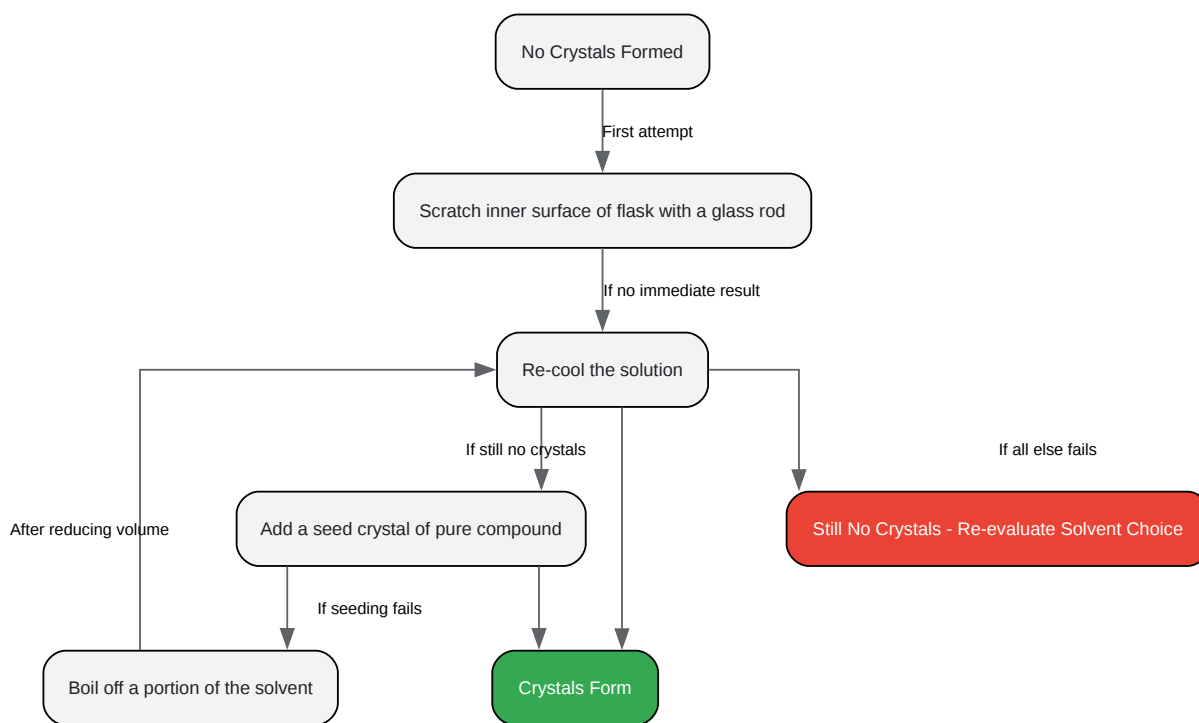 No Crystals Formed
First attempt
Scratch inner surface of flask with a glass rod
If no immediate result
Re-cool the solution
If still no crystals
If all else fails
Add a seed crystal of pure compound
Still No Crystals - Re-evaluate Solvent Choice
After reducing volume
If seeding fails
Boil off a portion of the solvent
Crystals Form